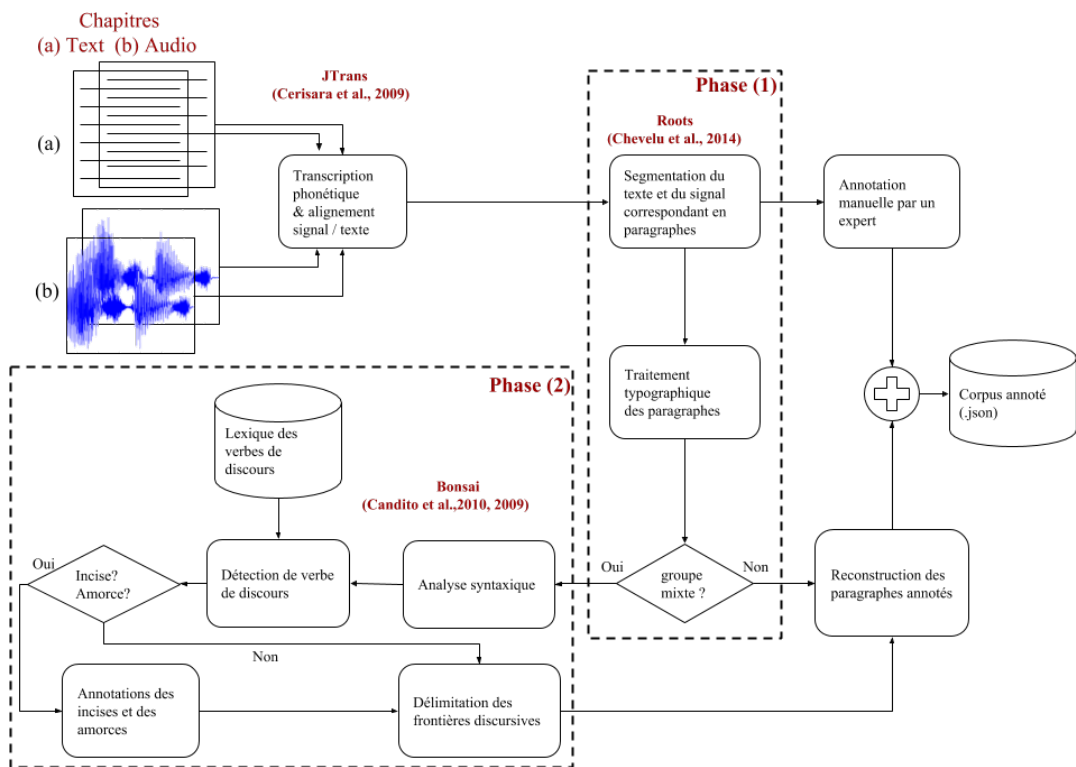 Chapitres
(a) Text (b) Audio
(a)
(b)
JTrans
(Cerisara et al., 2009)
Transcription
phonétique
& alignement
signal / texte
Phase (1)
Roots
(Chevelu et al., 2014)
Segmentation du
texte et du signal
correspondant en
paragraphes
Annotation
manuelle par un
expert
Traitement
typographique
des paragraphes
Corpus annoté
(.json)
Phase (2)
Lexique des
verbes de
discours
Bonsai
(Candito et al.,2010, 2009)
Oui
Incise?
Amorce?
Détection de verbe
de discours
Analyse syntaxique
Oui
groupe
mixte ?
Non
Reconstruction des
paragraphes annotés
Non
Annotations des
incises et des
amorces
Délimitation des
frontières discursives